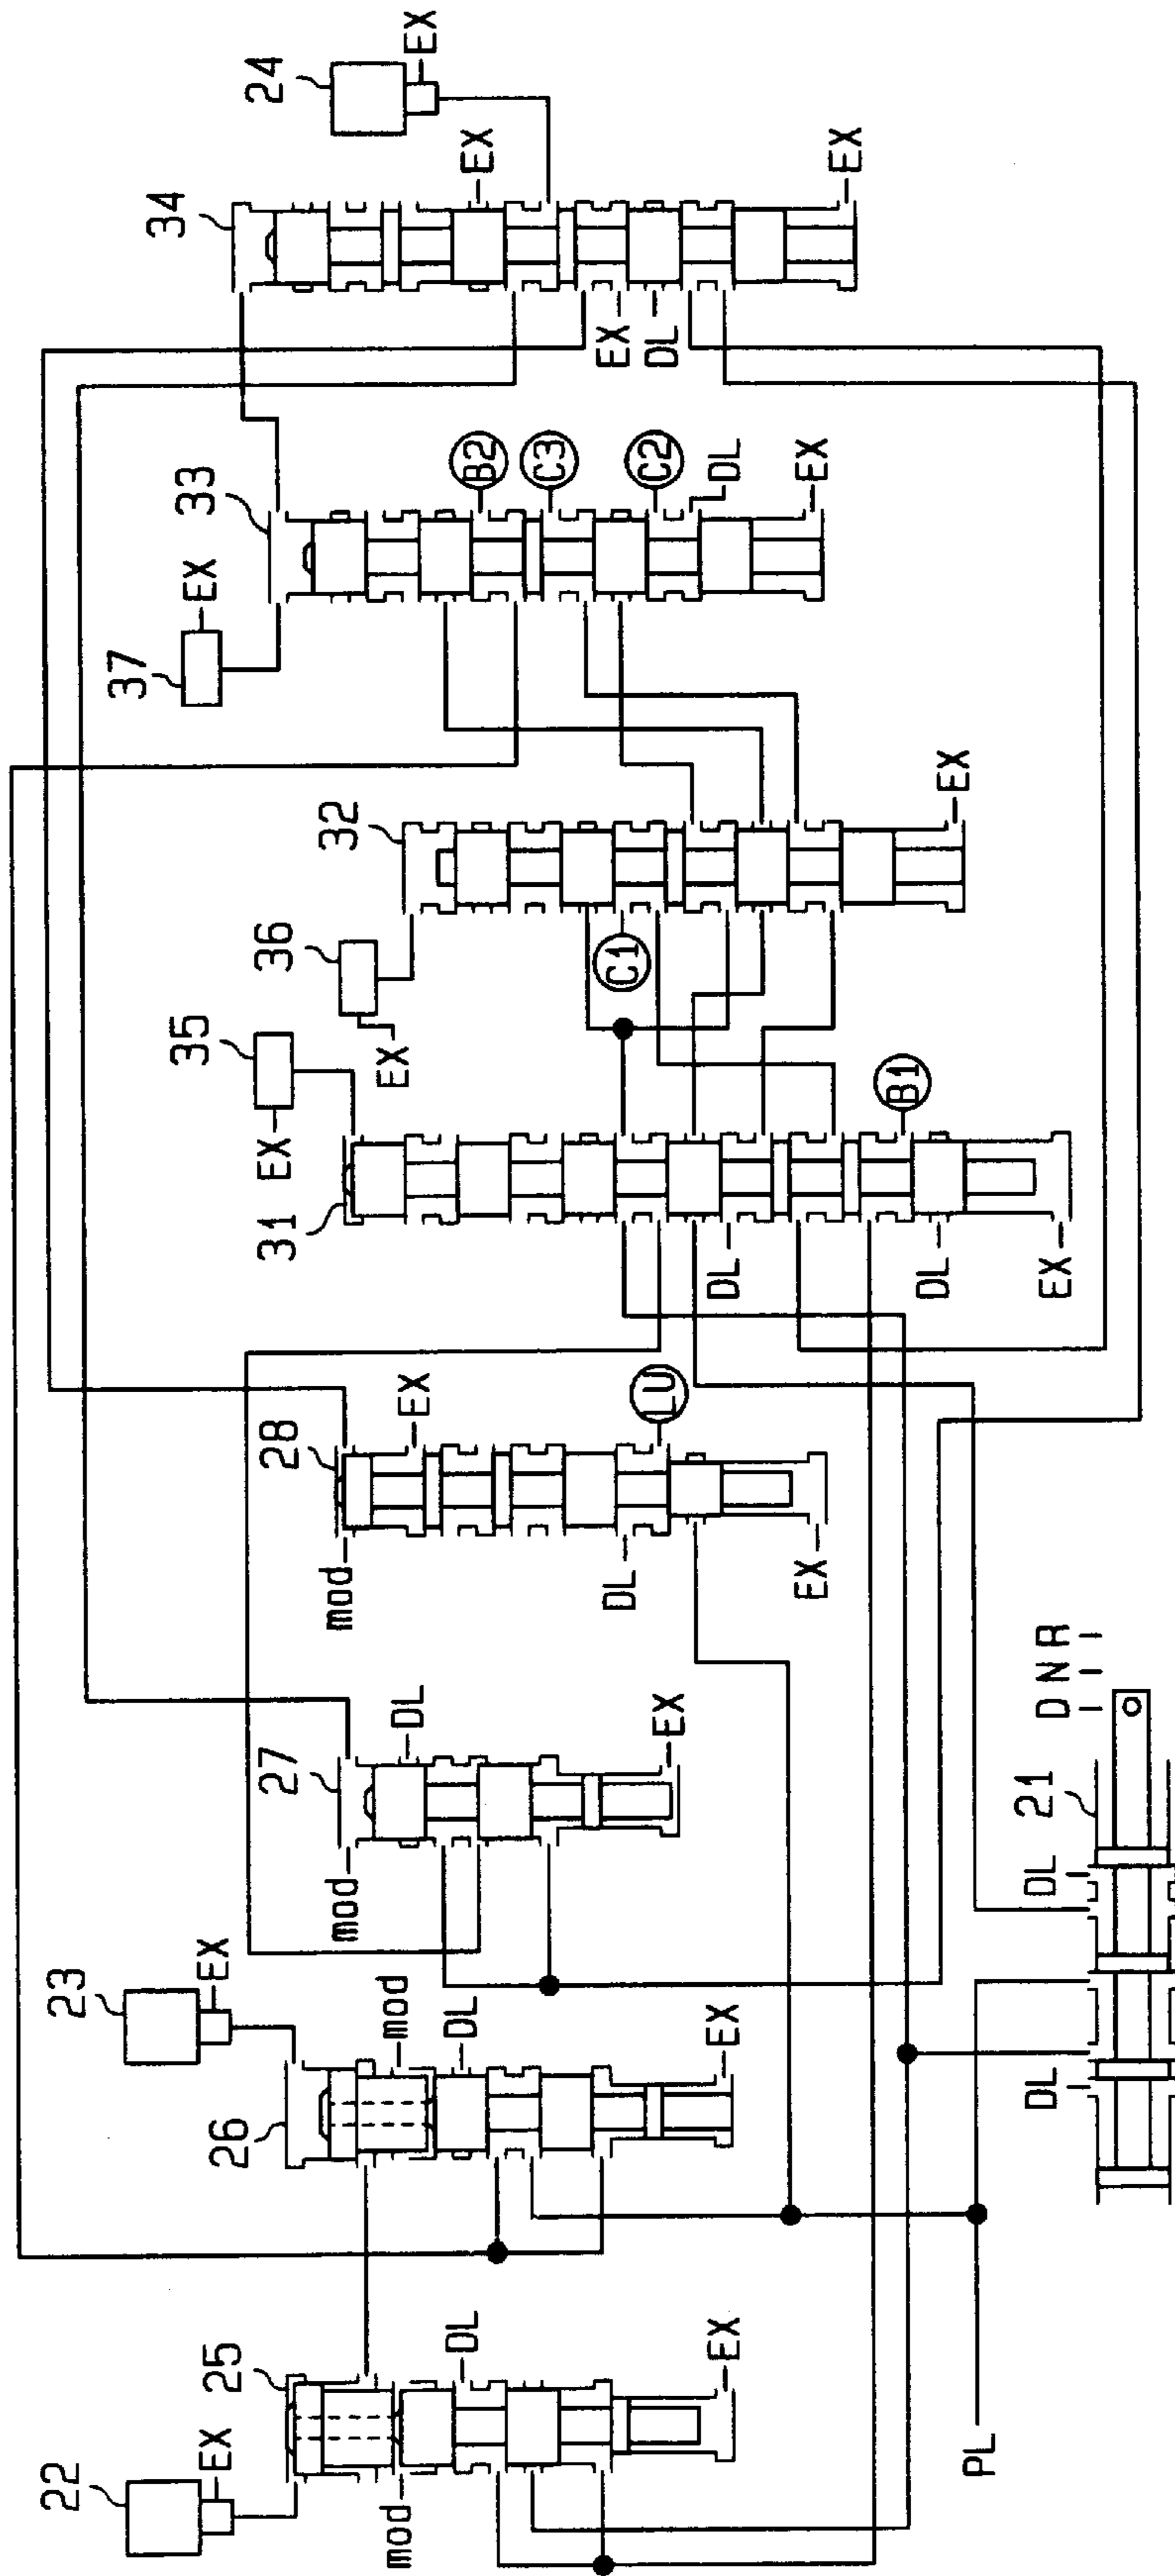 24
EX
34
EX
EX
EX
DL
33
37
EX
B2
C3
C2
DL
EX
32
36
EX
C1
EX
35
EX
31
B1
DL
DL
EX
28
EX
mod
LU
DL
EX
27
DL
mod
EX
D N R
21
DL
DL
23
EX
mod
DL
26
EX
25
22
EX
mod
DL
EX
PL